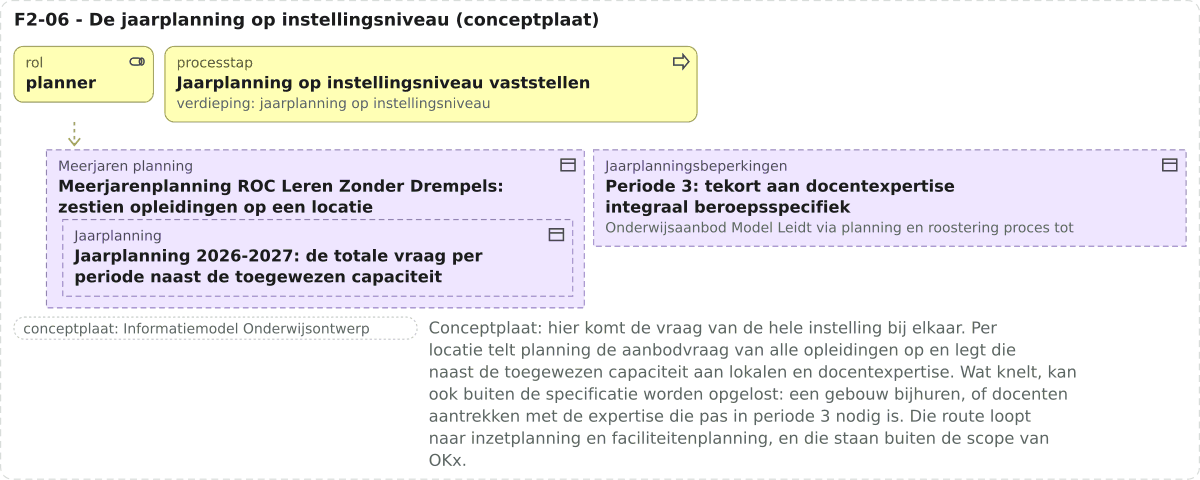 F2-06 - De jaarplanning op instellingsniveau (conceptplaat)
rol
planner
processtap
Jaarplanning op instellingsniveau vaststellen
verdieping: jaarplanning op instellingsniveau
Meerjaren planning
Meerjarenplanning ROC Leren Zonder Drempels:
zestien opleidingen op een locatie
Jaarplanning
Jaarplanning 2026-2027: de totale vraag per
periode naast de toegewezen capaciteit
Jaarplanningsbeperkingen
Periode 3: tekort aan docentexpertise
integraal beroepsspecifiek
Onderwijsaanbod Model Leidt via planning en roostering proces tot
conceptplaat: Informatiemodel Onderwijsontwerp
Conceptplaat: hier komt de vraag van de hele instelling bij elkaar. Per
locatie telt planning de aanbodvraag van alle opleidingen op en legt die
naast de toegewezen capaciteit aan lokalen en docentexpertise. Wat knelt, kan
ook buiten de specificatie worden opgelost: een gebouw bijhuren, of docenten
aantrekken met de expertise die pas in periode 3 nodig is. Die route loopt
naar inzetplanning en faciliteitenplanning, en die staan buiten de scope van
OKx.